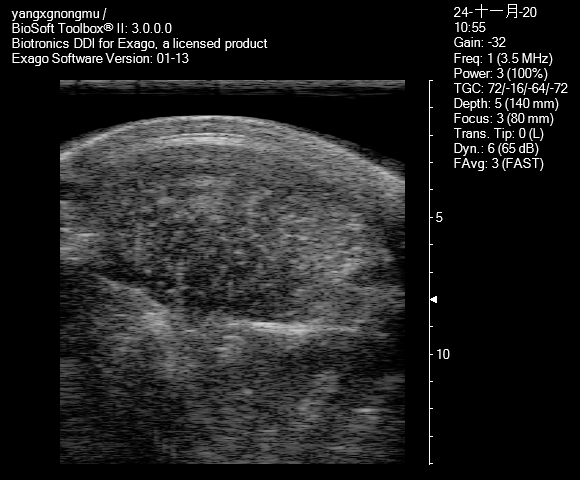 yangxgnongmu /
BioSoft Toolbox® II: 3.0.0.0
Biotronics DDI for Exago, a licensed product
Exago Software Version: 01-13
24-十一月-20
10:55
Gain: -32
Freq: 1 (3.5 MHz)
Power: 3 (100%)
TGC: 72/-16/-64/-72
Depth: 5 (140 mm)
Focus: 3 (80 mm)
Trans. Tip: 0 (L)
Dyn.: 6 (65 dB)
FAvg: 3 (FAST)
5
10